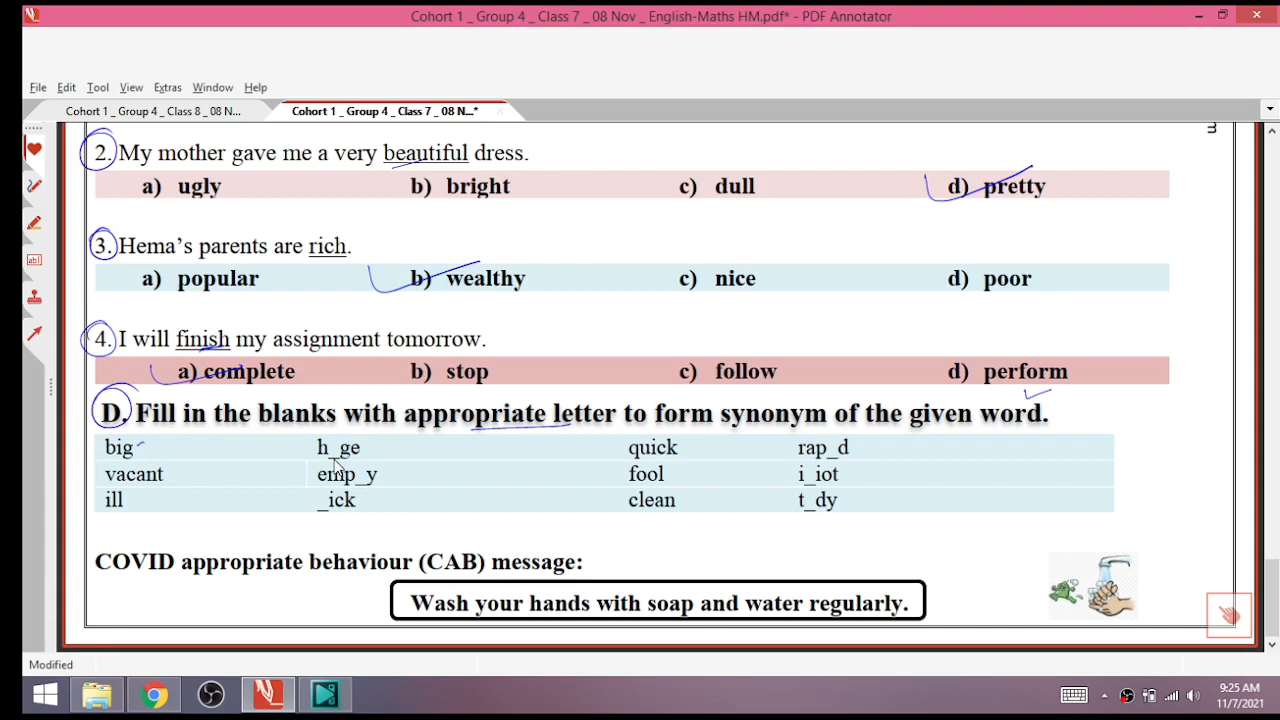 Cohort 1 _ Group 4 _ Class 7 _ 08 Nov _ English-Maths HM.pdf* - PDF Annotator
File Edit Tool View Extras Window Help
Cohort 1 _ Group 4 _ Class 8 _ 08 N... Cohort 1 _ Group 4 _ Class 7 _ 08 N...*
2. My mother gave me a very beautiful dress.
a) ugly b) bright c) dull d) pretty
3. Hema's parents are rich.
a) popular b) wealthy c) nice d) poor
4. I will finish my assignment tomorrow.
a) complete b) stop c) follow d) perform
D. Fill in the blanks with appropriate letter to form synonym of the given word.
big h_ge quick rap_d
vacant emp_y fool i_iot
ill _ick clean t_dy
COVID appropriate behaviour (CAB) message:
Wash your hands with soap and water regularly.
Modified
9:25 AM
11/7/2021